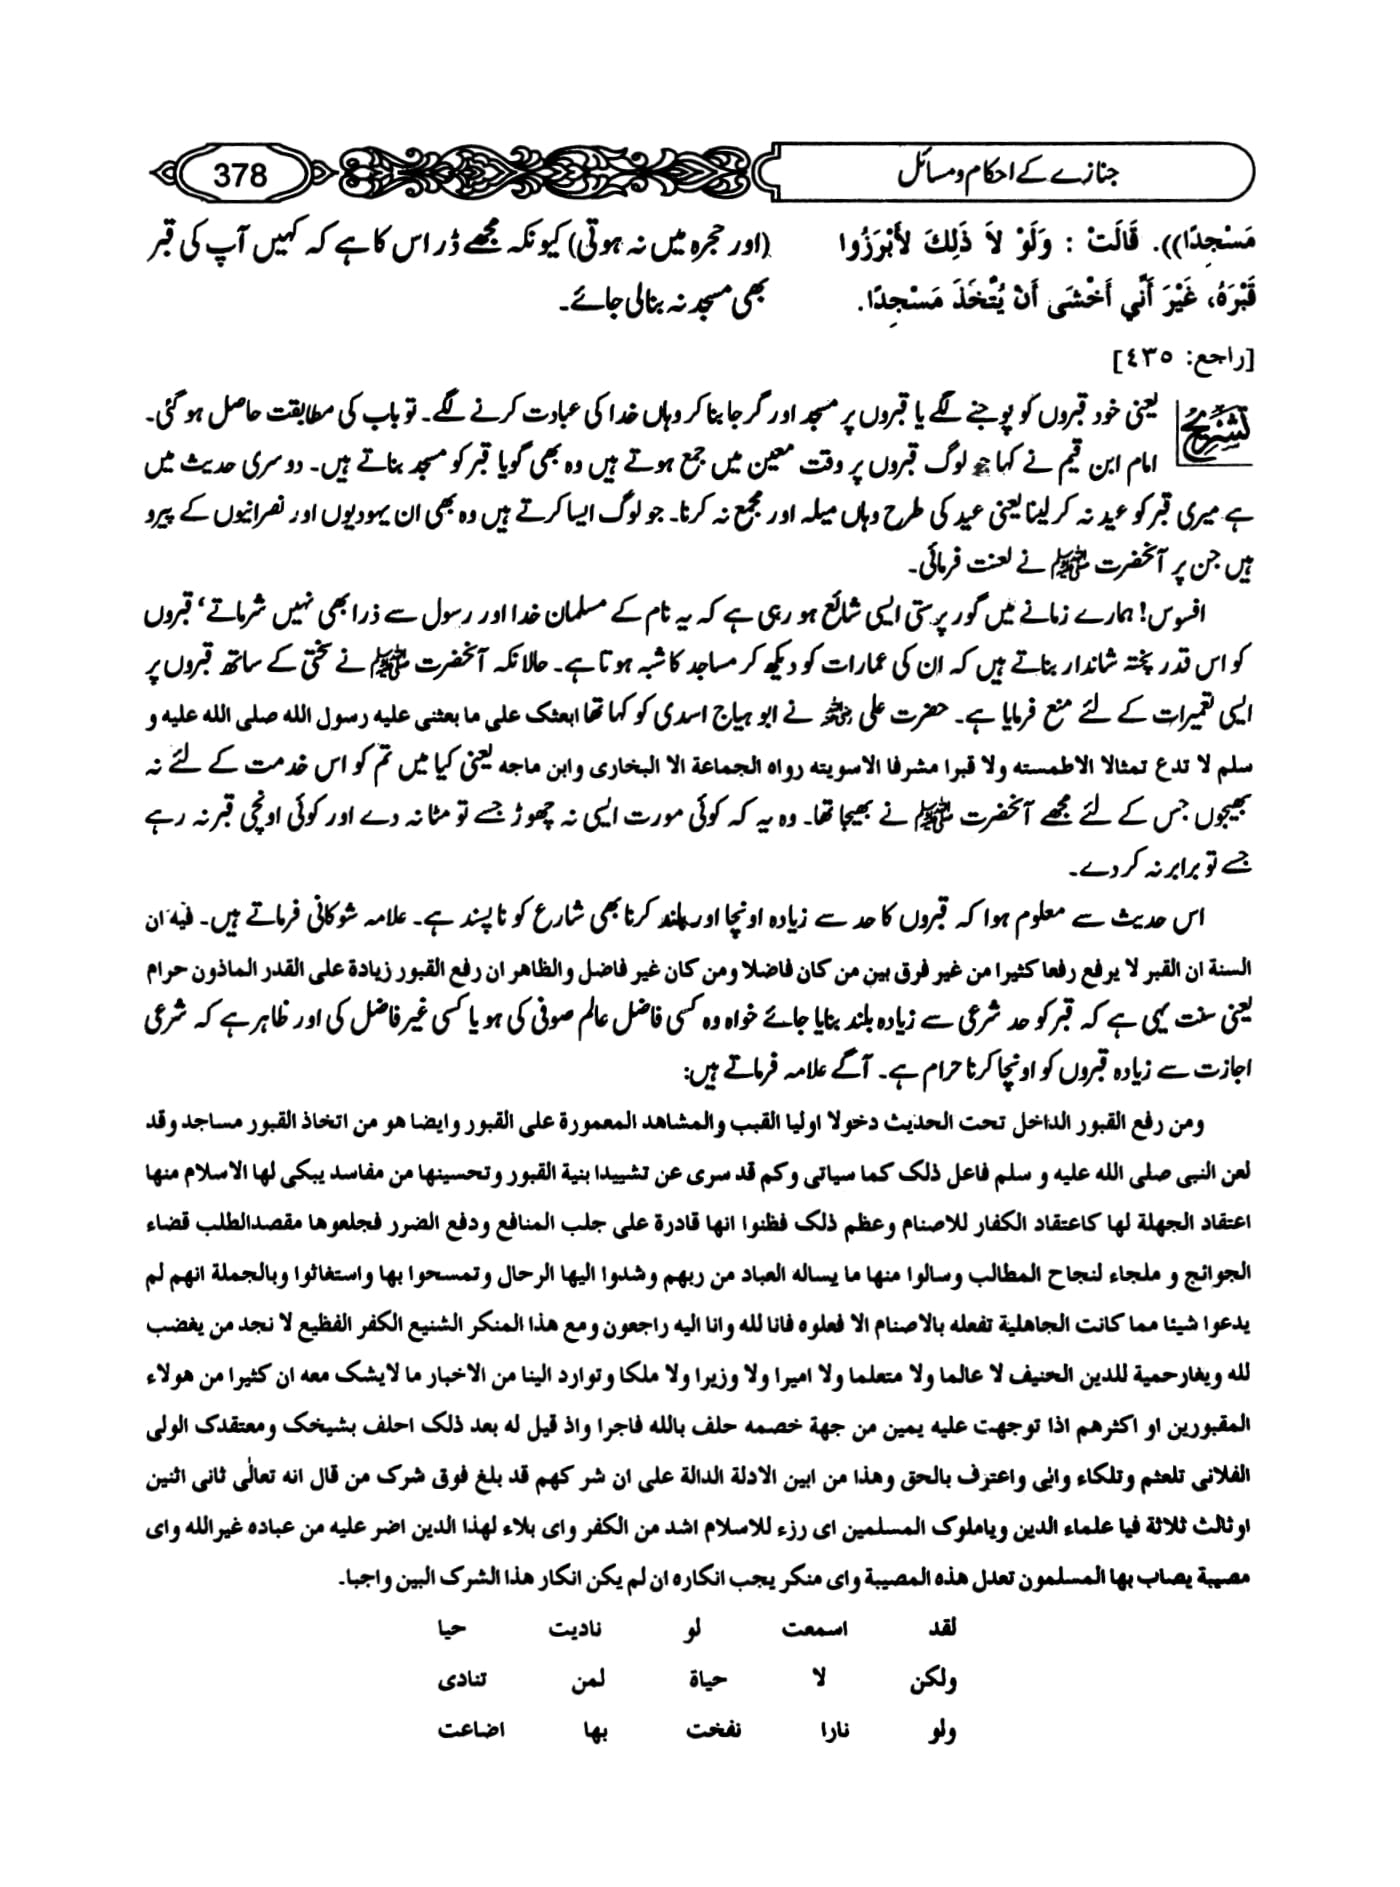 جنازے کے احکام و مسائل
378
مَسْجِدًا)). قَالَتْ : وَلَوْ لاَ ذَلِكَ لأَبْرَزُوا
قَبْرَهُ، غَيْرَ أَنِّي أَخْشَى أَنْ يُتَّخَذَ مَسْجِدًا.
[راجع: ٤٣٥]
(اور حجرہ میں نہ ہوتی) کیونکہ مجھے ڈر اس کا ہے کہ کہیں آپ کی قبر
بھی مسجد نہ بنالی جائے۔
تشریح
یعنی خود قبروں کو پوجنے لگے یا قبروں پر مسجد اور گرجا بنا کر وہاں خدا کی عبادت کرنے لگے۔ تو باب کی مطابقت حاصل ہو گئی۔
امام ابن قیم نے کہا جو لوگ قبروں پر وقت معین میں جمع ہوتے ہیں وہ بھی گویا قبر کو مسجد بناتے ہیں۔ دوسری حدیث میں
ہے میری قبر کو عید نہ کر لینا یعنی عید کی طرح وہاں میلہ اور مجمع نہ کرنا۔ جو لوگ ایسا کرتے ہیں وہ بھی ان یہودیوں اور نصرانیوں کے پیرو
ہیں جن پر آنحضرت ﷺ نے لعنت فرمائی۔
افسوس! ہمارے زمانے میں گور پرستی ایسی شائع ہو رہی ہے کہ یہ نام کے مسلمان خدا اور رسول سے ذرا بھی نہیں شرماتے‘ قبروں
کو اس قدر پختہ شاندار بناتے ہیں کہ ان کی عمارات کو دیکھ کر مساجد کا شبہ ہوتا ہے۔ حالانکہ آنحضرت ﷺ نے سختی کے ساتھ قبروں پر
ایسی تعمیرات کے لئے منع فرمایا ہے۔ حضرت علی رضی اللہ عنہ نے ابو ہیاج اسدی کو کہا تھا ابعثک علی ما بعثنی علیه رسول الله صلی الله علیه و
سلم لا تدع تمثالا الاطمسته ولا قبرا مشرفا الاسویته رواه الجماعة الا البخاری وابن ماجه یعنی کیا میں تم کو اس خدمت کے لئے نہ
بھیجوں جس کے لئے مجھے آنحضرت ﷺ نے بھیجا تھا۔ وہ یہ کہ کوئی مورت ایسی نہ چھوڑ جسے تو مٹا نہ دے اور کوئی اونچی قبر نہ رہے
جسے تو برابر نہ کر دے۔
اس حدیث سے معلوم ہوا کہ قبروں کا حد سے زیادہ اونچا اور بلند کرنا بھی شارع کو ناپسند ہے۔ علامہ شوکانی فرماتے ہیں۔ فیه ان
السنة ان القبر لا یرفع رفعا کثیرا من غیر فرق بین من کان فاضلا ومن کان غیر فاضل والظاهر ان رفع القبور زیادة علی القدر الماذون حرام
یعنی سنت یہی ہے کہ قبر کو حد شرعی سے زیادہ بلند بنایا جائے خواہ وہ کسی فاضل عالم صوفی کی ہو یا کسی غیر فاضل کی اور ظاہر ہے کہ شرعی
اجازت سے زیادہ قبروں کو اونچا کرنا حرام ہے۔ آگے علامہ فرماتے ہیں:
ومن رفع القبور الداخل تحت الحدیث دخولا اولیا القبب والمشاهد المعمورة علی القبور وایضا هو من اتخاذ القبور مساجد وقد
لعن النبی صلی الله علیه و سلم فاعل ذلک کما سیاتی وکم قد سری عن تشییدا بنیة القبور وتحسینها من مفاسد یبکی لها الاسلام منها
اعتقاد الجهلة لها کاعتقاد الکفار للاصنام وعظم ذلک فظنوا انها قادرة علی جلب المنافع ودفع الضرر فجلعوها مقصدالطلب قضاء
الجوانج و ملجاء لنجاح المطالب وسالوا منها ما یساله العباد من ربهم وشدوا الیها الرحال وتمسحوا بها واستغاثوا وبالجملة انهم لم
یدعوا شیئا مما کانت الجاهلیة تفعله بالاصنام الا فعلوه فانا لله وانا الیه راجعون ومع هذا المنکر الشنیع الکفر الفظیع لا نجد من یغضب
لله ویغارحمیة للدین الحنیف لا عالما ولا متعلما ولا امیرا ولا وزیرا ولا ملکا وتوارد الینا من الاخبار ما لایشک معه ان کثیرا من هولاء
المقبورین او اکثرهم اذا توجهت علیه یمین من جهة خصمه حلف بالله فاجرا واذ قیل له بعد ذلک احلف بشیخک ومعتقدک الولی
الفلانی تلعثم وتلکاء وابٰی واعترف بالحق وهذا من ابین الادلة الدالة علی ان شر کهم قد بلغ فوق شرک من قال انه تعالٰی ثانی اثنین
اوثالث ثلاثة فیا علماء الدین ویاملوک المسلمین ای رزء للاسلام اشد من الکفر وای بلاء لهذا الدین اضر علیه من عباده غیرالله وای
مصیبة یصاب بها المسلمون تعدل هذه المصیبة وای منکر یجب انکاره ان لم یکن انکار هذا الشرک البین واجبا۔
لقد اسمعت لو نادیت حیا
ولکن لا حیاة لمن تنادی
ولو نارا نفخت بها اضاعت